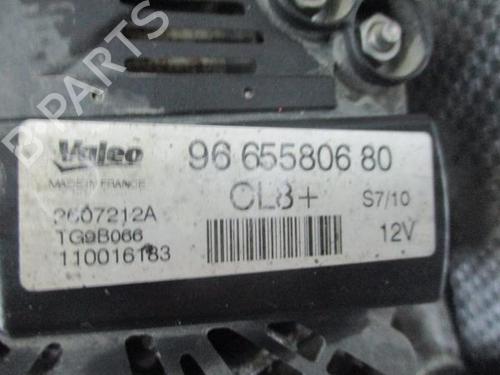 B-PARTS
Valeo
MADE IN FRANCE
2607212A
TG9B066
110016183
96 655806 80
CL8+
S7/10
12V